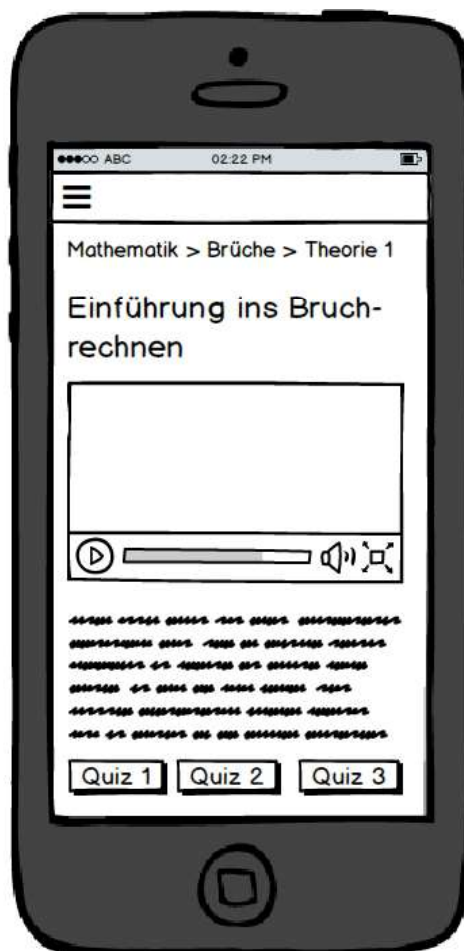 ABC 02:22 PM
Mathematik > Brüche > Theorie 1
Einführung ins Bruch-
rechnen
Quiz 1 Quiz 2 Quiz 3